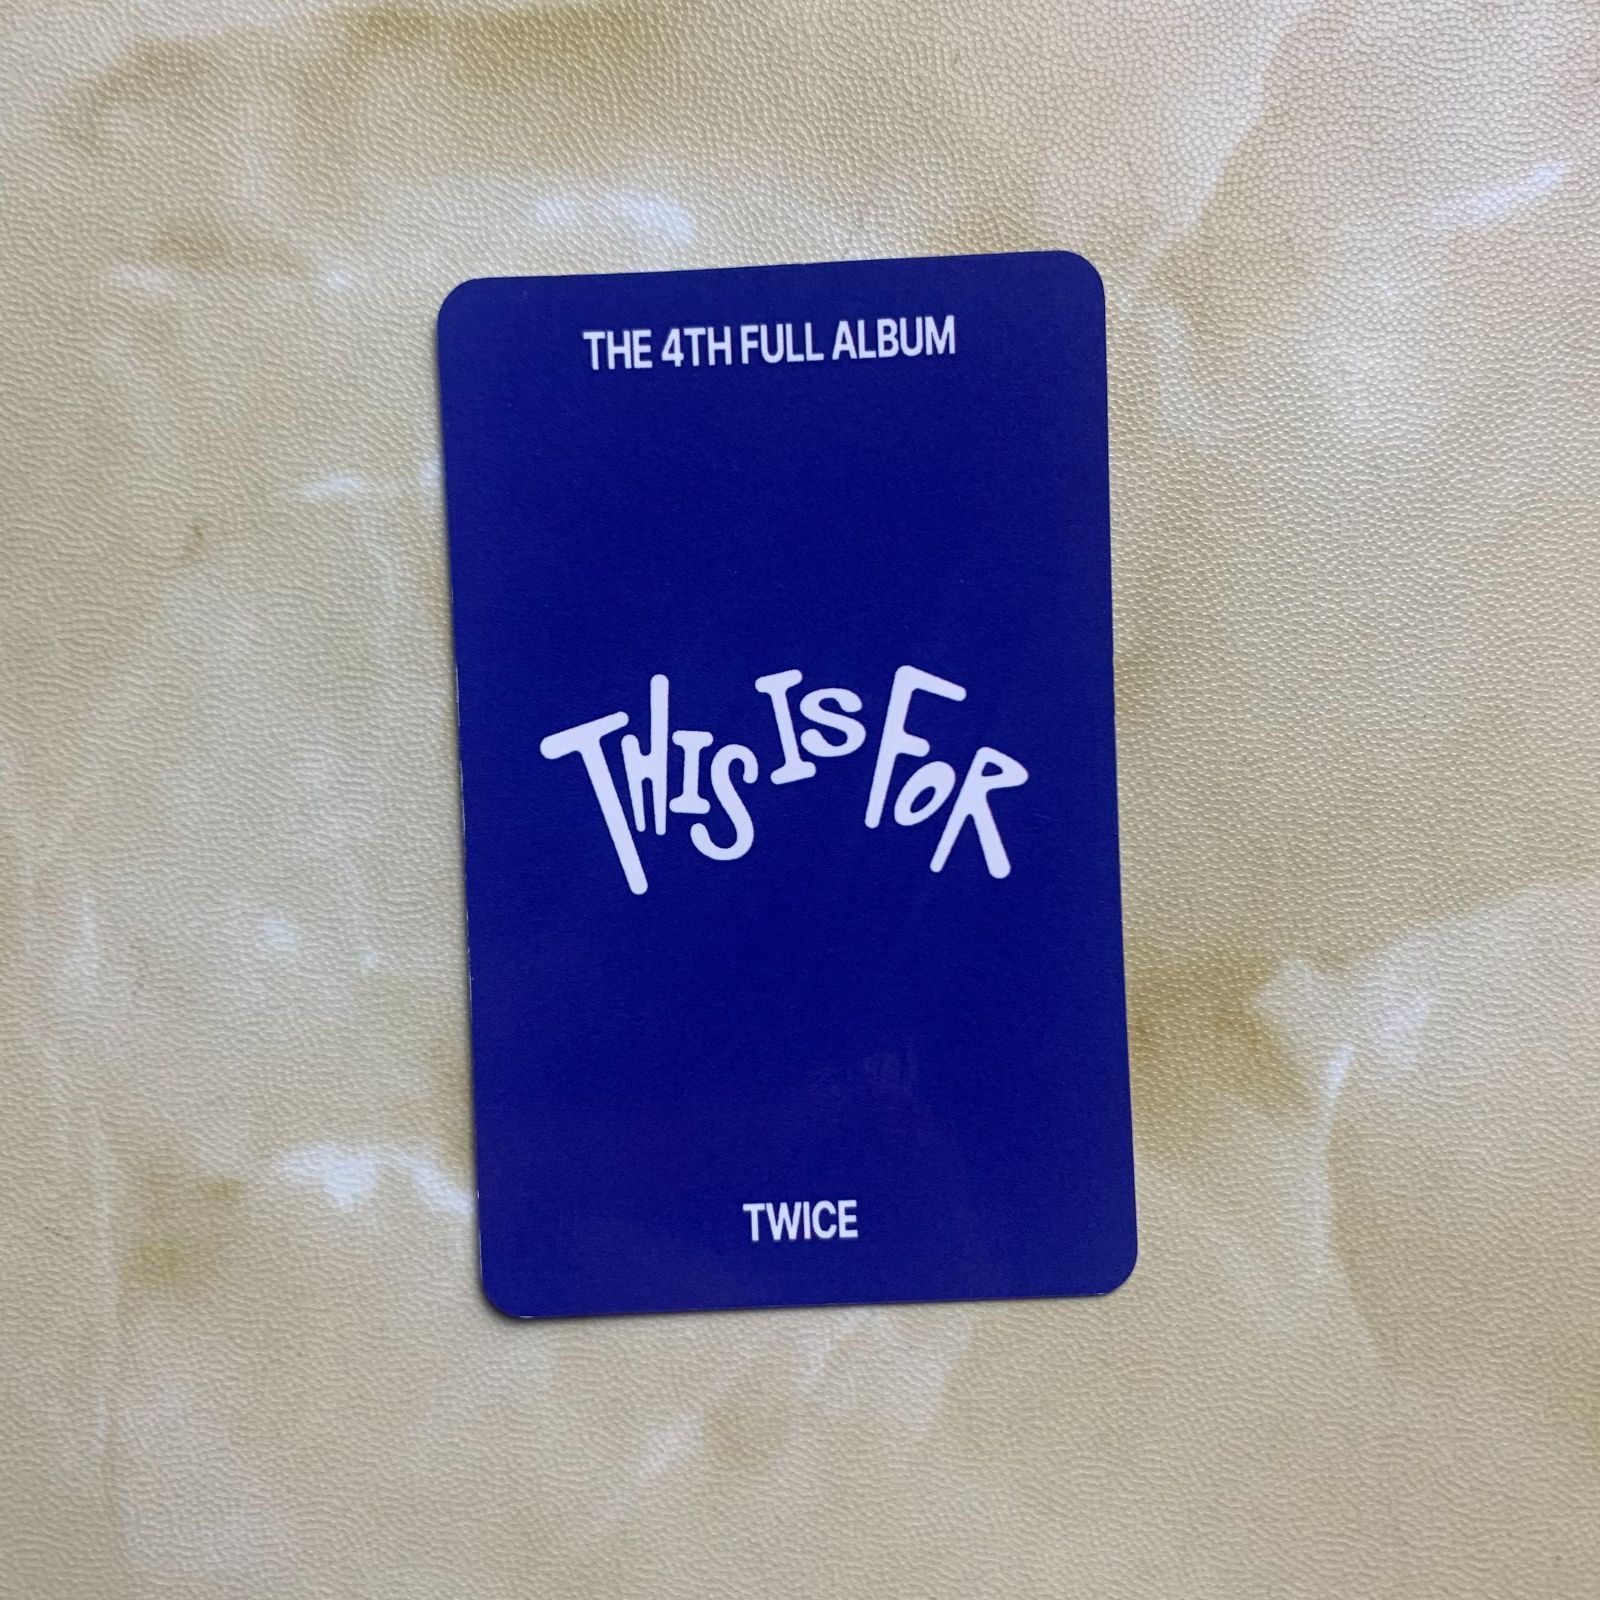 THE 4TH FULL ALBUM
THIS IS FOR
TWICE